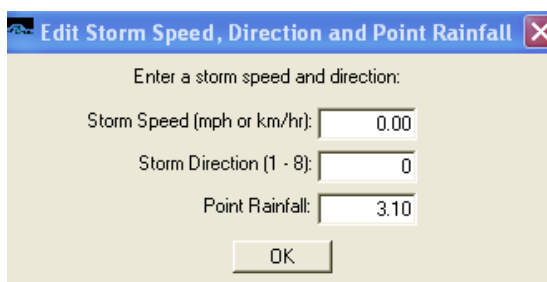 Edit Storm Speed, Direction and Point Rainfall
Enter a storm speed and direction:
Storm Speed (mph or km/hr): 0.00
Storm Direction (1 - 8): 0
Point Rainfall: 3.10
OK